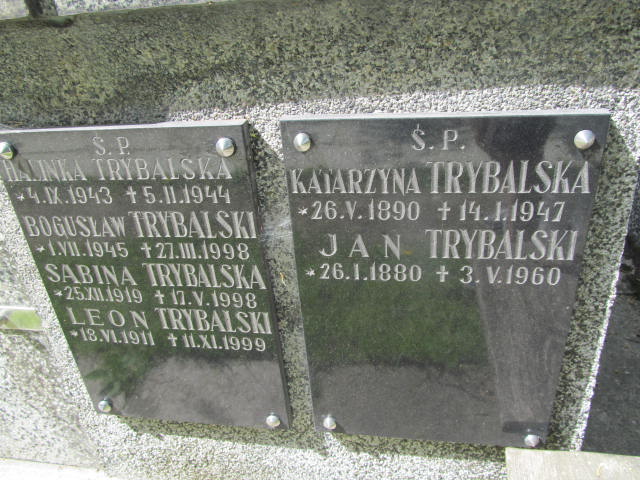 Ś.P.
HALINKA TRYBALSKA
*4.IX.1943 †5.II.1944
BOGUSŁAW TRYBALSKI
*1.VII.1945 †27.III.1998
SABINA TRYBALSKA
*25.XII.1919 †17.V.1998
LEON TRYBALSKI
*18.VI.1911 †11.XI.1999
Ś.P.
KATARZYNA TRYBALSKA
*26.V.1890 †14.I.1947
JAN TRYBALSKI
*26.I.1880 †3.V.1960